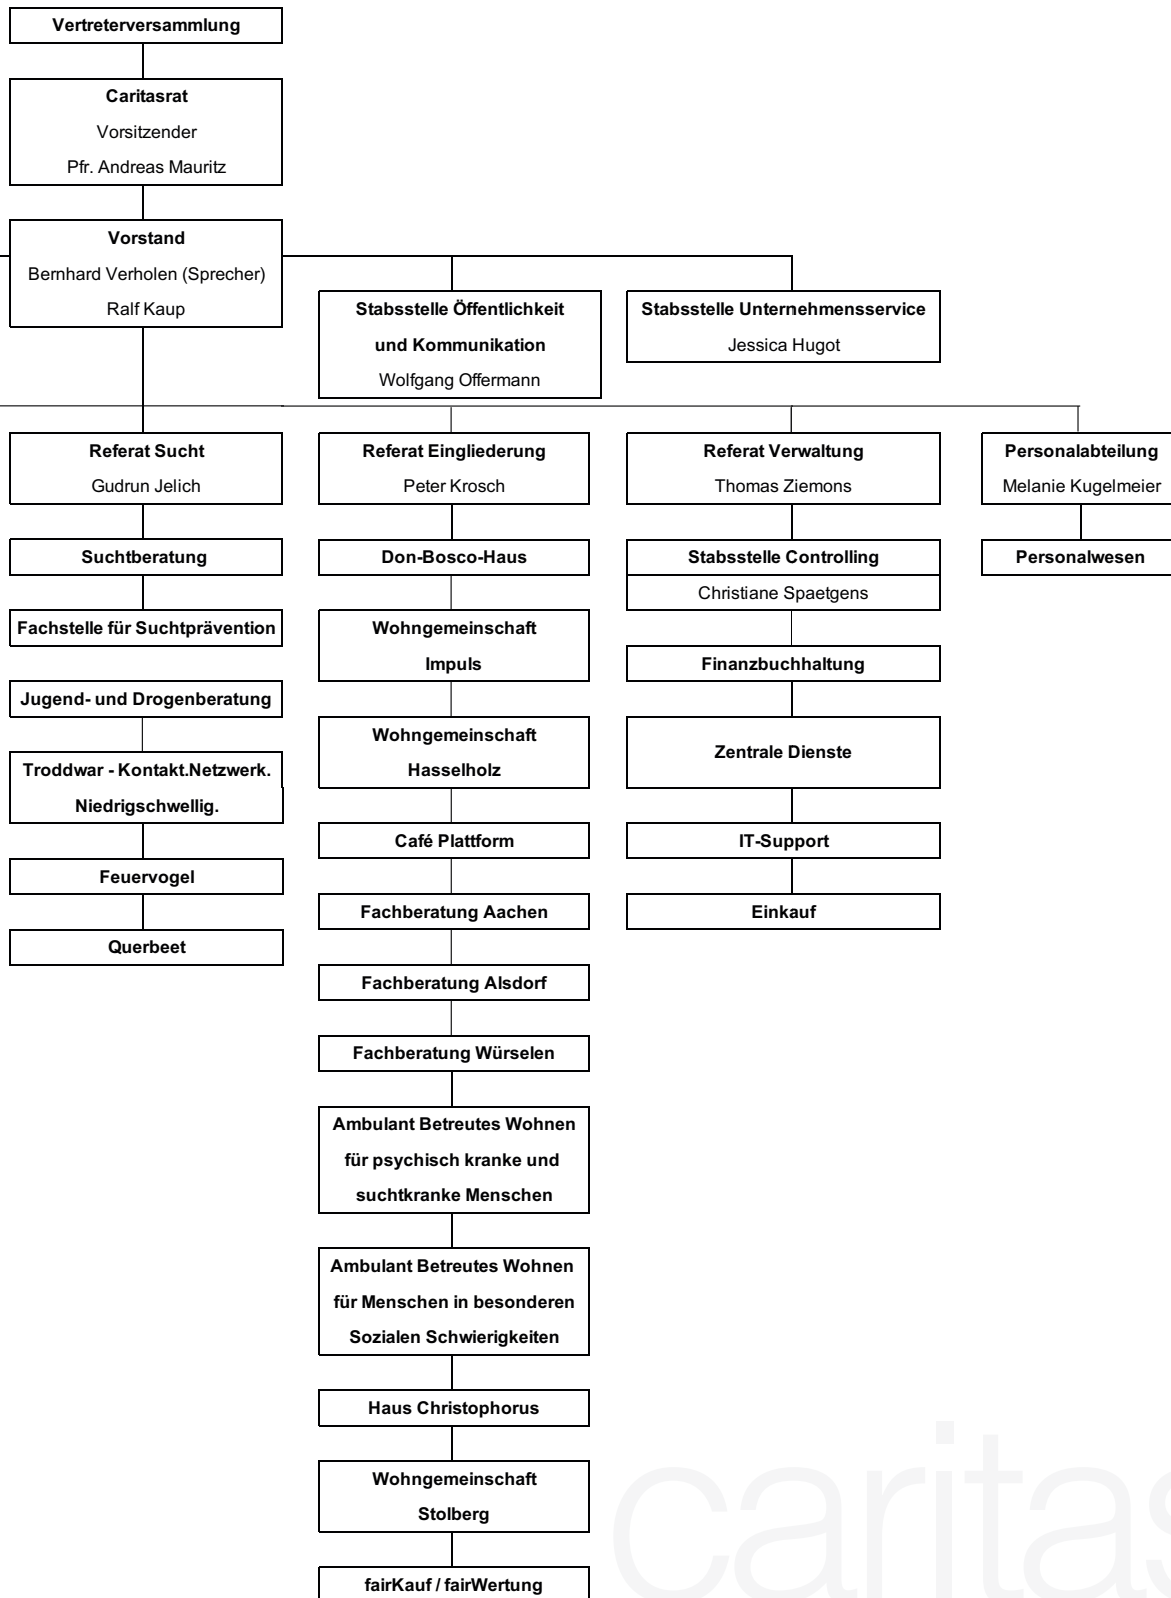 Vertreterversammlung
Caritasrat
Vorsitzender
Pfr. Andreas Mauritz
Vorstand
Bernhard Verholen (Sprecher)
Ralf Kaup
Stabsstelle Öffentlichkeit
und Kommunikation
Wolfgang Offermann
Stabsstelle Unternehmensservice
Jessica Hugot
Referat Sucht
Gudrun Jelich
Suchtberatung
Fachstelle für Suchtprävention
Jugend- und Drogenberatung
Troddwar - Kontakt.Netzwerk.
Niedrigschwellig.
Feuervogel
Querbeet
Referat Eingliederung
Peter Krosch
Don-Bosco-Haus
Wohngemeinschaft
Impuls
Wohngemeinschaft
Hasselholz
Café Plattform
Fachberatung Aachen
Fachberatung Alsdorf
Fachberatung Würselen
Ambulant Betreutes Wohnen
für psychisch kranke und
suchtkranke Menschen
Ambulant Betreutes Wohnen
für Menschen in besonderen
Sozialen Schwierigkeiten
Haus Christophorus
Wohngemeinschaft
Stolberg
fairKauf / fairWertung
Referat Verwaltung
Thomas Ziemons
Stabsstelle Controlling
Christiane Spaetgens
Finanzbuchhaltung
Zentrale Dienste
IT-Support
Einkauf
Personalabteilung
Melanie Kugelmeier
Personalwesen
caritas